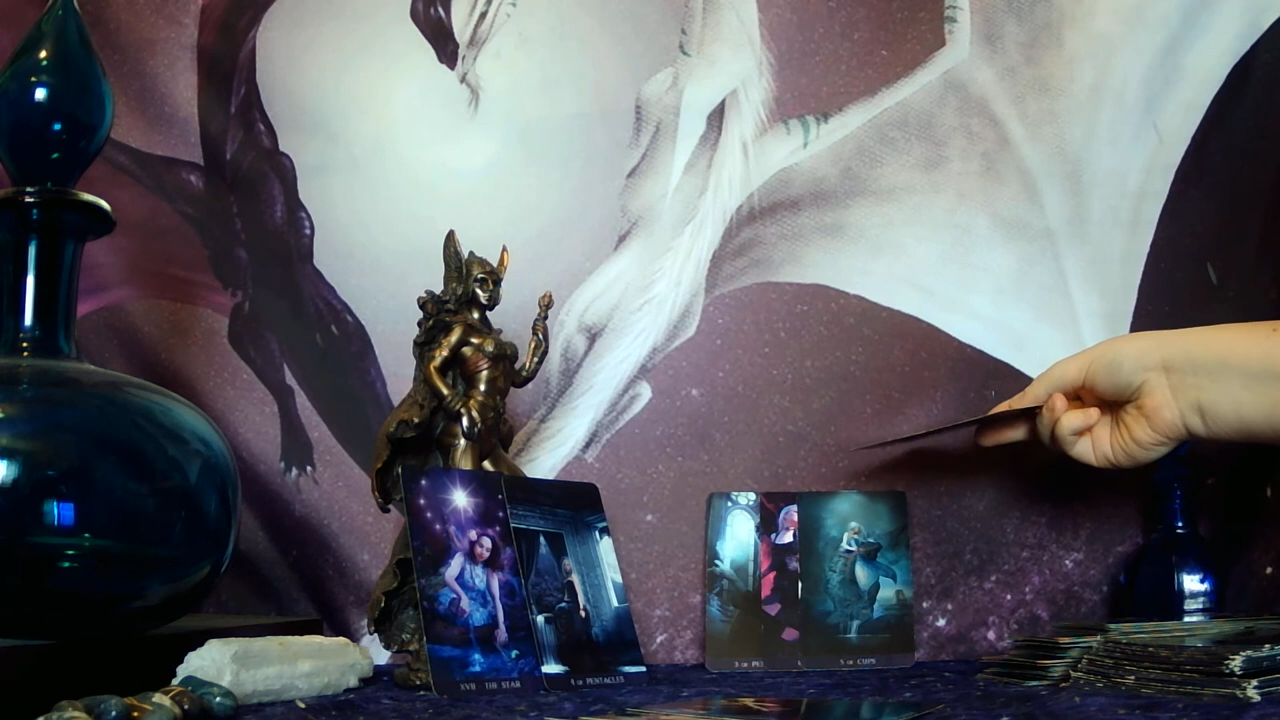 XVII THE STAR
4 OF PENTACLES
3 OF PE
5 OF CUPS